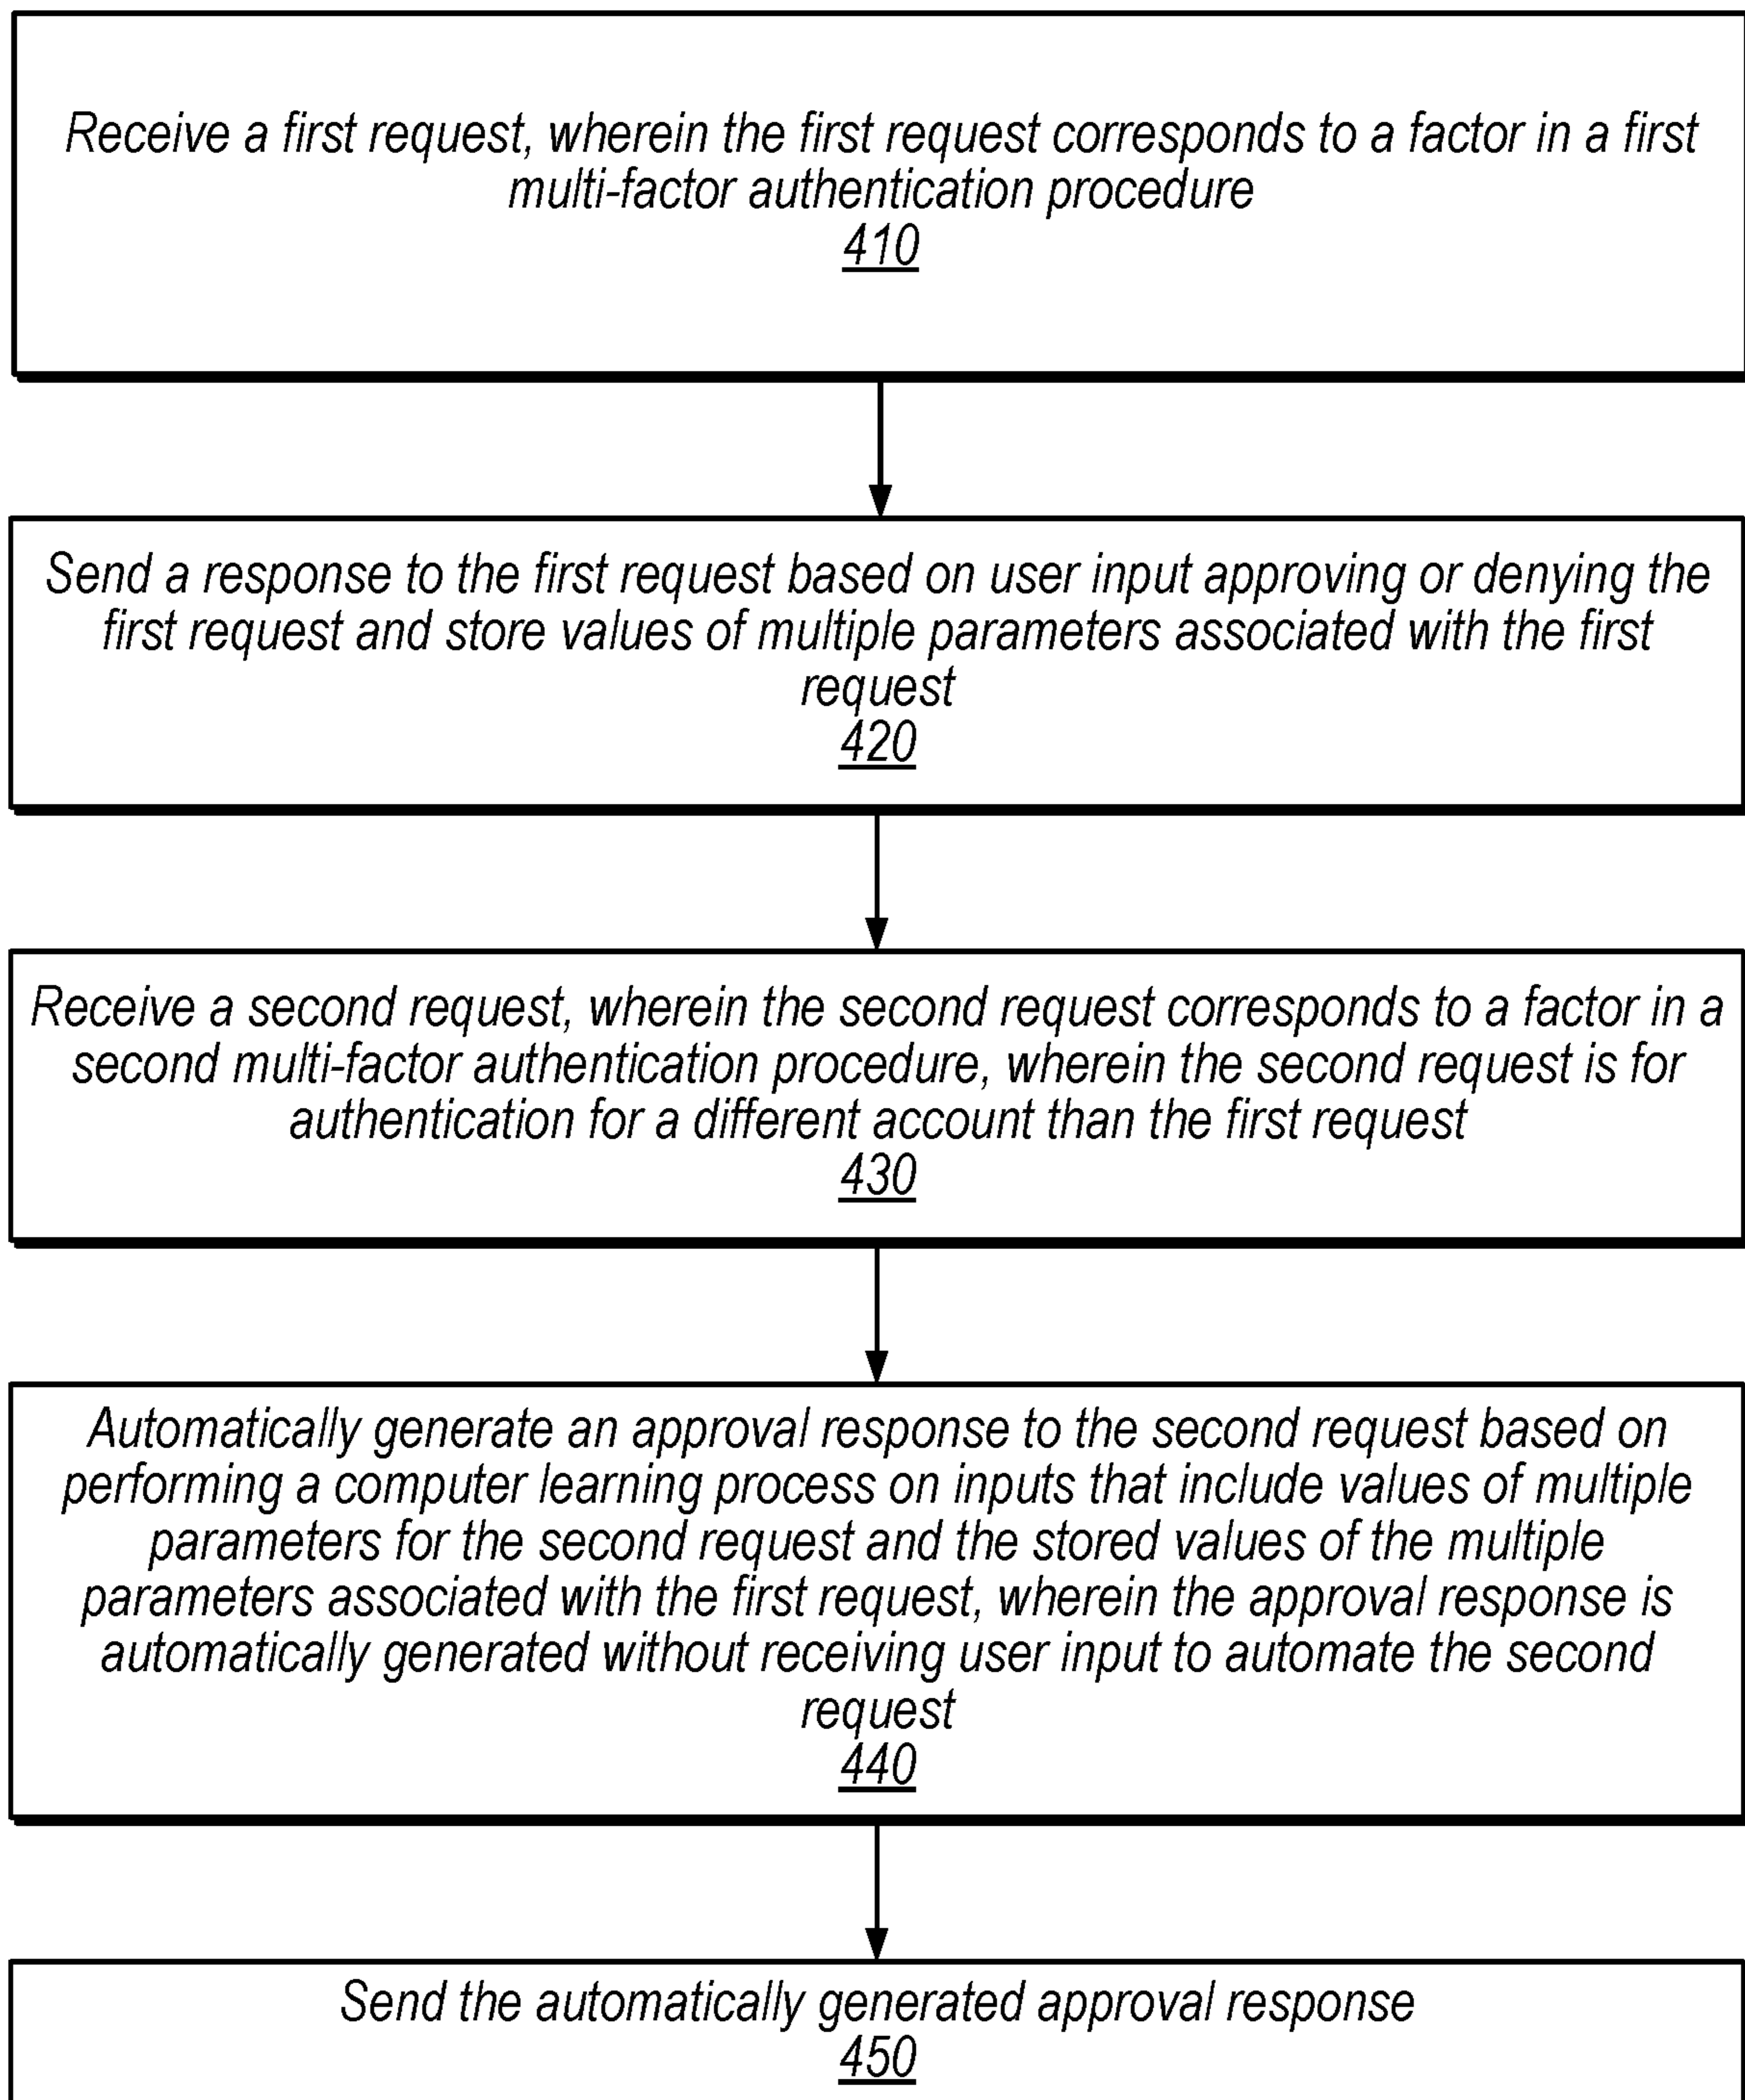 Receive a first request, wherein the first request corresponds to a factor in a first
multi-factor authentication procedure
410
Send a response to the first request based on user input approving or denying the
first request and store values of multiple parameters associated with the first
request
420
Receive a second request, wherein the second request corresponds to a factor in a
second multi-factor authentication procedure, wherein the second request is for
authentication for a different account than the first request
430
Automatically generate an approval response to the second request based on
performing a computer learning process on inputs that include values of multiple
parameters for the second request and the stored values of the multiple
parameters associated with the first request, wherein the approval response is
automatically generated without receiving user input to automate the second
request
440
Send the automatically generated approval response
450